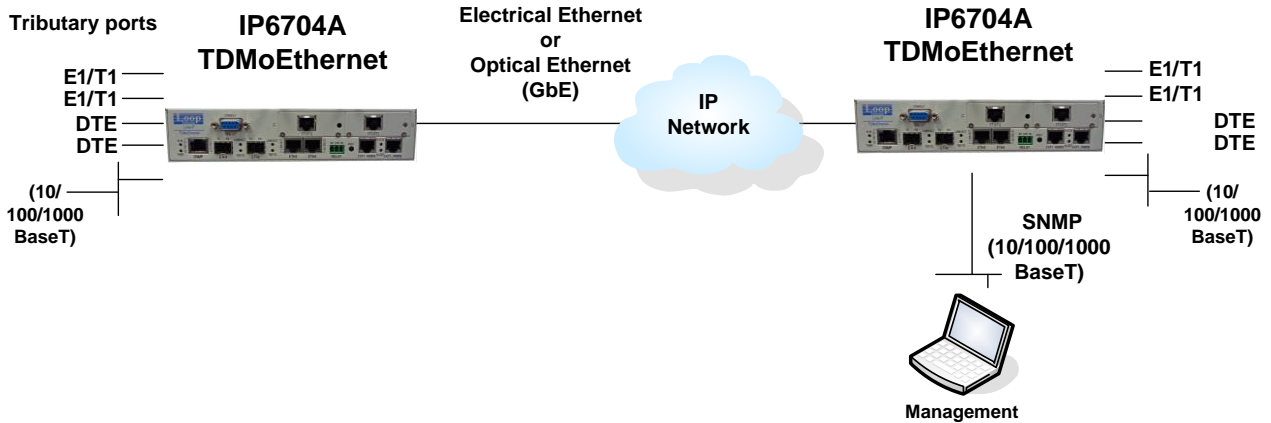 Tributary ports
IP6704A
TDMoEthernet
Electrical Ethernet
or
Optical Ethernet
(GbE)
IP
Network
IP6704A
TDMoEthernet
E1/T1
E1/T1
DTE
DTE
(10/
100/1000
BaseT)
Loop
E1/T1
E1/T1
DTE
DTE
(10/
100/1000
BaseT)
Loop
SNMP
(10/100/1000
BaseT)
Management